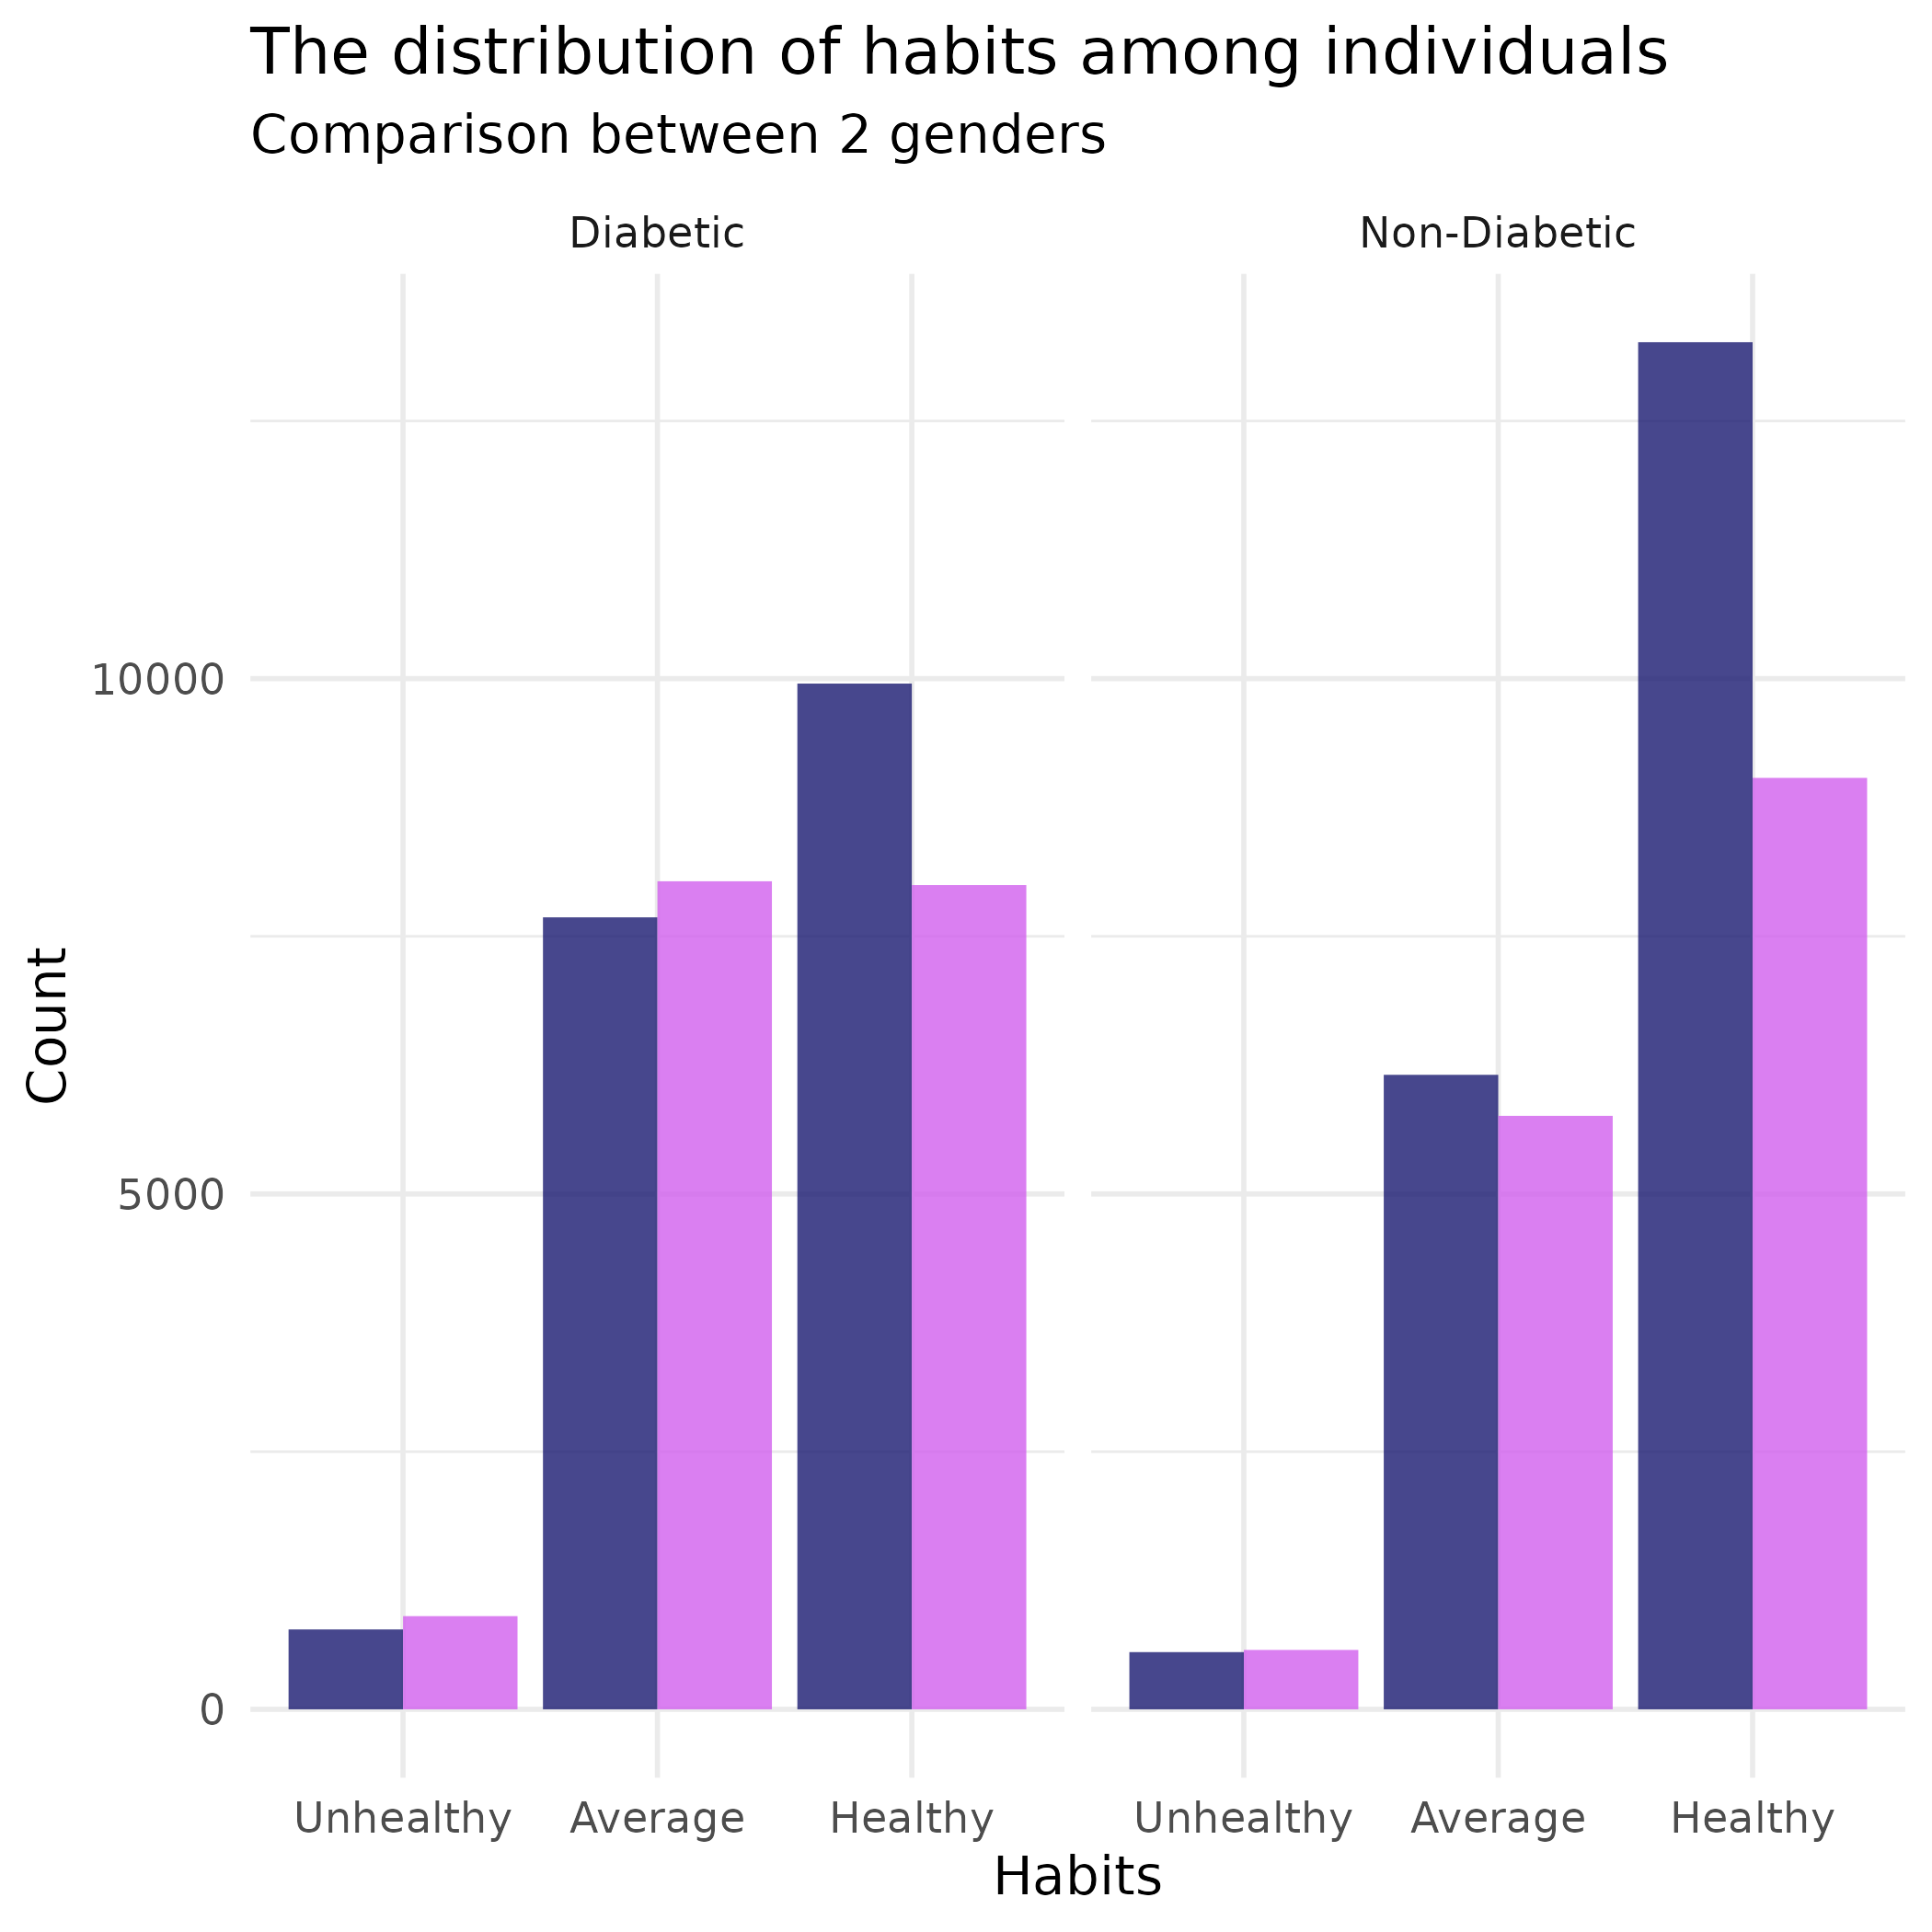 The distribution of habits among individuals
Comparison between 2 genders
Diabetic
Non-Diabetic
10000
5000
0
Count
Unhealthy Average Healthy Unhealthy Average Healthy
Habits